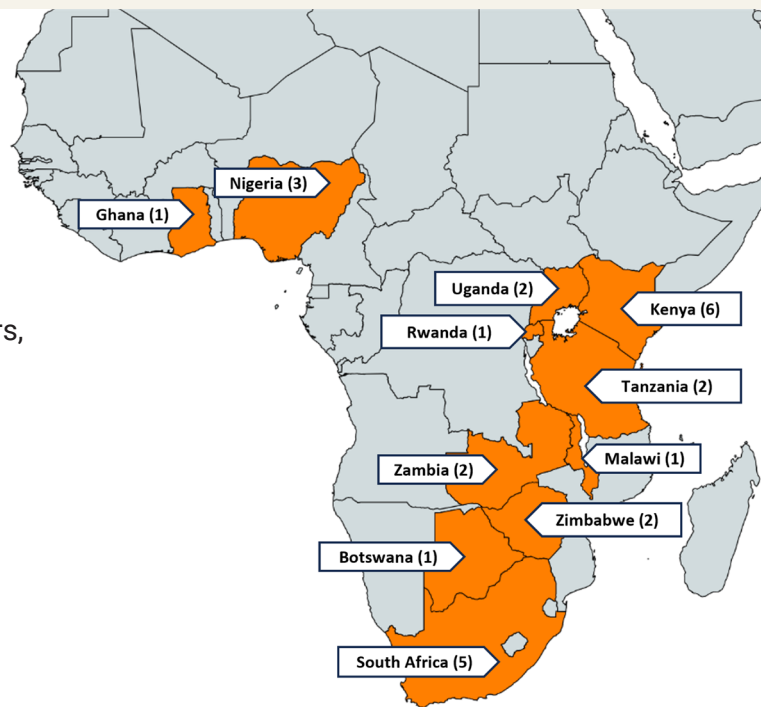 Nigeria (3)
Ghana (1)
Uganda (2)
Kenya (6)
rs,
Rwanda (1)
Tanzania (2)
Malawi (1)
Zambia (2)
Zimbabwe (2)
Botswana (1)
South Africa (5)